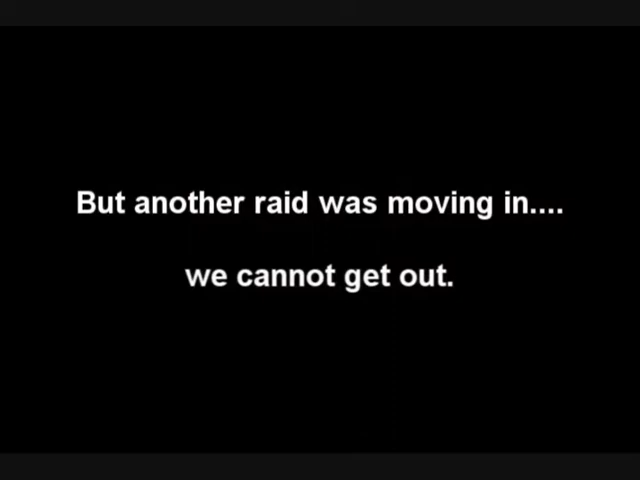 But another raid was moving in....
we cannot get out.